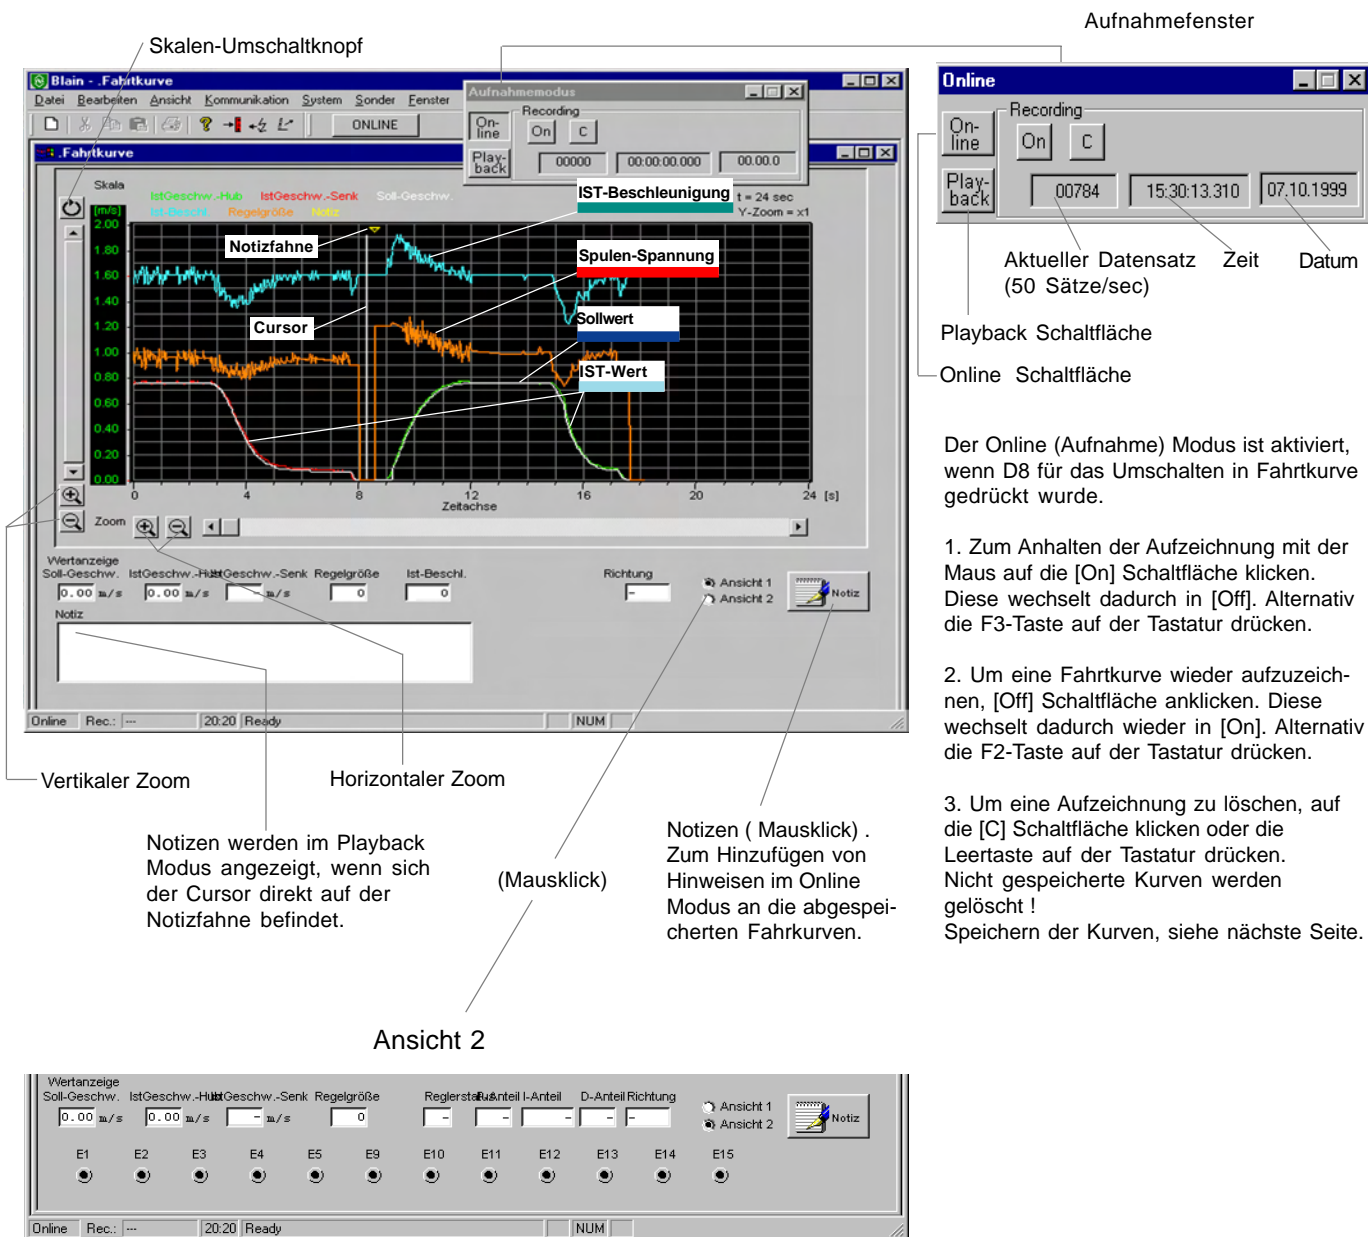 Aufnahmefenster
Skalen-Umschaltknopf
Blain - .Fahrtkurve
Datei Bearbeiten Ansicht Kommunikation System Sonder Fenster
ONLINE
Aufnahmemodus
On-line
Recording
On C
Play-back
00000 00:00:00.000 00.00.0
.Fahrtkurve
Skala
IstGeschw.-Hub IstGeschw.-Senk Soll-Geschw.
Ist-Beschl. Regelgröße Notiz
t = 24 sec
Y-Zoom = x1
[m/s]
2.00
1.80
1.60
1.40
1.20
1.00
0.80
0.60
0.40
0.20
0.00
IST-Beschleunigung
Notizfahne
Spulen-Spannung
Cursor
Sollwert
IST-Wert
0 4 8 12 16 20 24 [s]
Zeitachse
Zoom
Wertanzeige
Soll-Geschw. IstGeschw.-Hub IstGeschw.-Senk Regelgröße Ist-Beschl. Richtung
0.00 m/s 0.00 m/s - m/s 0 0 -
Ansicht 1
Ansicht 2
Notiz
Notiz
Online Rec.: --- 20:20 Ready NUM
Vertikaler Zoom
Horizontaler Zoom
Notizen werden im Playback
Modus angezeigt, wenn sich
der Cursor direkt auf der
Notizfahne befindet.
(Mausklick)
Notizen ( Mausklick) .
Zum Hinzufügen von
Hinweisen im Online
Modus an die abgespei-
cherten Fahrkurven.
Online
On-line
Recording
On C
Play-back
00784 15:30:13.310 07.10.1999
Aktueller Datensatz Zeit Datum
(50 Sätze/sec)
Playback Schaltfläche
Online Schaltfläche
Der Online (Aufnahme) Modus ist aktiviert,
wenn D8 für das Umschalten in Fahrtkurve
gedrückt wurde.
1. Zum Anhalten der Aufzeichnung mit der
Maus auf die [On] Schaltfläche klicken.
Diese wechselt dadurch in [Off]. Alternativ
die F3-Taste auf der Tastatur drücken.
2. Um eine Fahrtkurve wieder aufzuzeich-
nen, [Off] Schaltfläche anklicken. Diese
wechselt dadurch wieder in [On]. Alternativ
die F2-Taste auf der Tastatur drücken.
3. Um eine Aufzeichnung zu löschen, auf
die [C] Schaltfläche klicken oder die
Leertaste auf der Tastatur drücken.
Nicht gespeicherte Kurven werden
gelöscht !
Speichern der Kurven, siehe nächste Seite.
Ansicht 2
Wertanzeige
Soll-Geschw. IstGeschw.-Hub IstGeschw.-Senk Regelgröße Reglerstatus P-Anteil I-Anteil D-Anteil Richtung
0.00 m/s 0.00 m/s - m/s 0 - - - - -
Ansicht 1
Ansicht 2
Notiz
E1 E2 E3 E4 E5 E9 E10 E11 E12 E13 E14 E15
Online Rec.: --- 20:20 Ready NUM